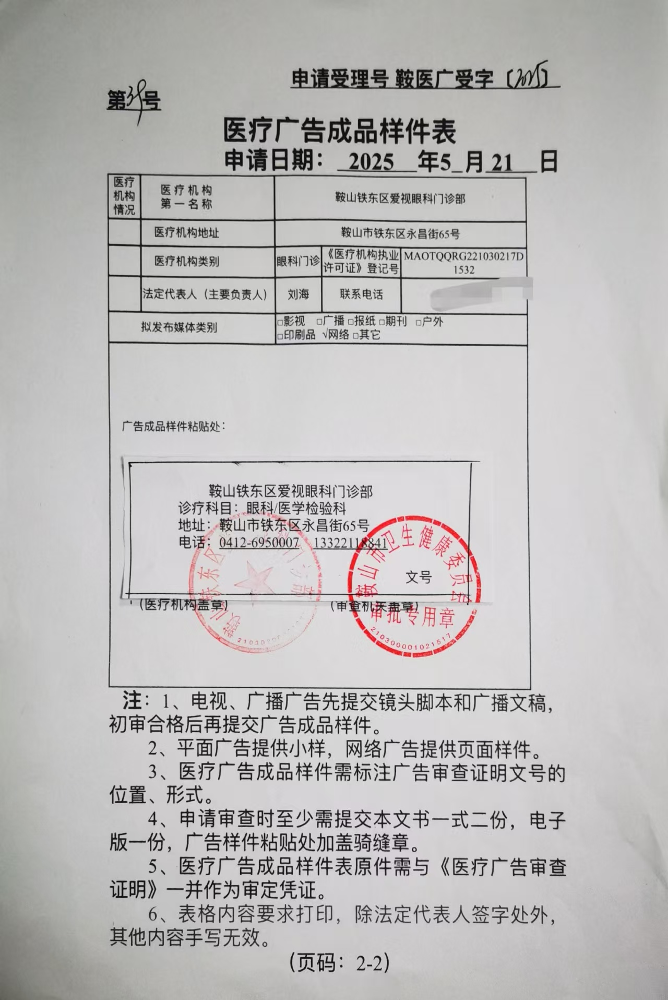 申请受理号 鞍医广受字〔2025〕
第39号
医疗广告成品样件表
申请日期： 2025 年5 月 21 日
医疗机构情况
医疗机构第一名称
鞍山铁东区爱视眼科门诊部
医疗机构地址
鞍山市铁东区永昌街65号
医疗机构类别
眼科门诊
《医疗机构执业许可证》登记号
MAOTQQRG221030217D1532
法定代表人（主要负责人）
刘海
联系电话
拟发布媒体类别
□影视 □广播 □报纸 □期刊 □户外
□印刷品 √网络 □其它
广告成品样件粘贴处：
鞍山铁东区爱视眼科门诊部
诊疗科目：眼科/医学检验科
地址：鞍山市铁东区永昌街65号
电话：0412-6950007 13322118841
文号
（医疗机构盖章）
（审查机关盖章）
鞍山市卫生健康委员会
审批专用章
210300001021517
注：1、电视、广播广告先提交镜头脚本和广播文稿，
初审合格后再提交广告成品样件。
2、平面广告提供小样，网络广告提供页面样件。
3、医疗广告成品样件需标注广告审查证明文号的
位置、形式。
4、申请审查时至少需提交本文书一式二份，电子
版一份，广告样件粘贴处加盖骑缝章。
5、医疗广告成品样件表原件需与《医疗广告审查
证明》一并作为审定凭证。
6、表格内容要求打印，除法定代表人签字处外，
其他内容手写无效。
（页码：2-2）